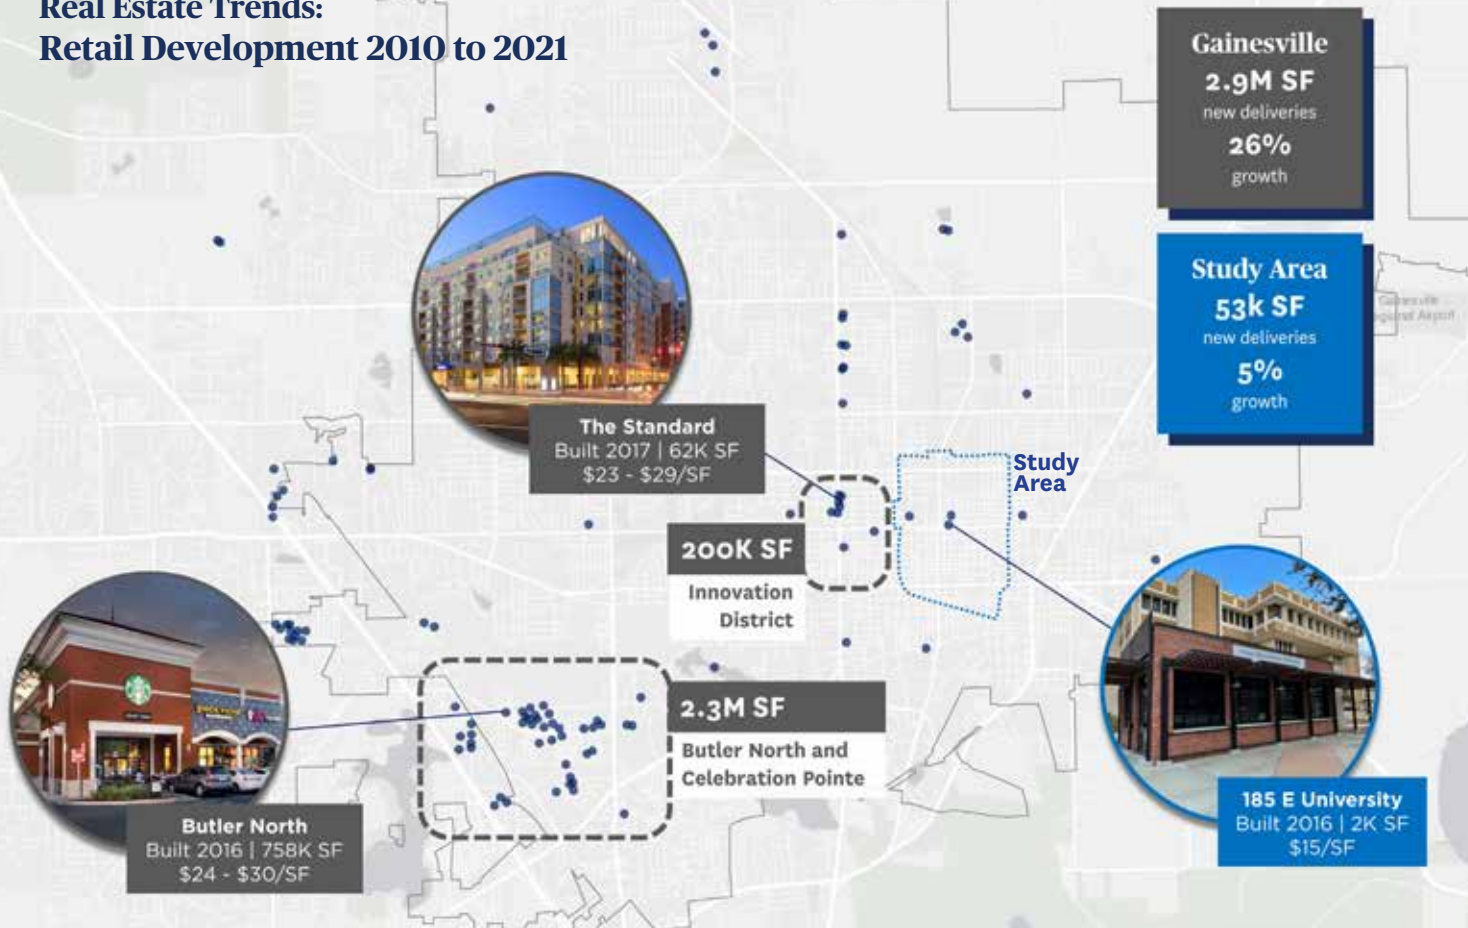 Real Estate Trends:
Retail Development 2010 to 2021
Gainesville
2.9M SF
new deliveries
26%
growth
Study Area
53k SF
new deliveries
5%
growth
Gainesville
Regional Airport
The Standard
Built 2017 | 62K SF
$23 - $29/SF
Study
Area
200K SF
Innovation
District
2.3M SF
Butler North and
Celebration Pointe
Butler North
Built 2016 | 758K SF
$24 - $30/SF
185 E University
Built 2016 | 2K SF
$15/SF